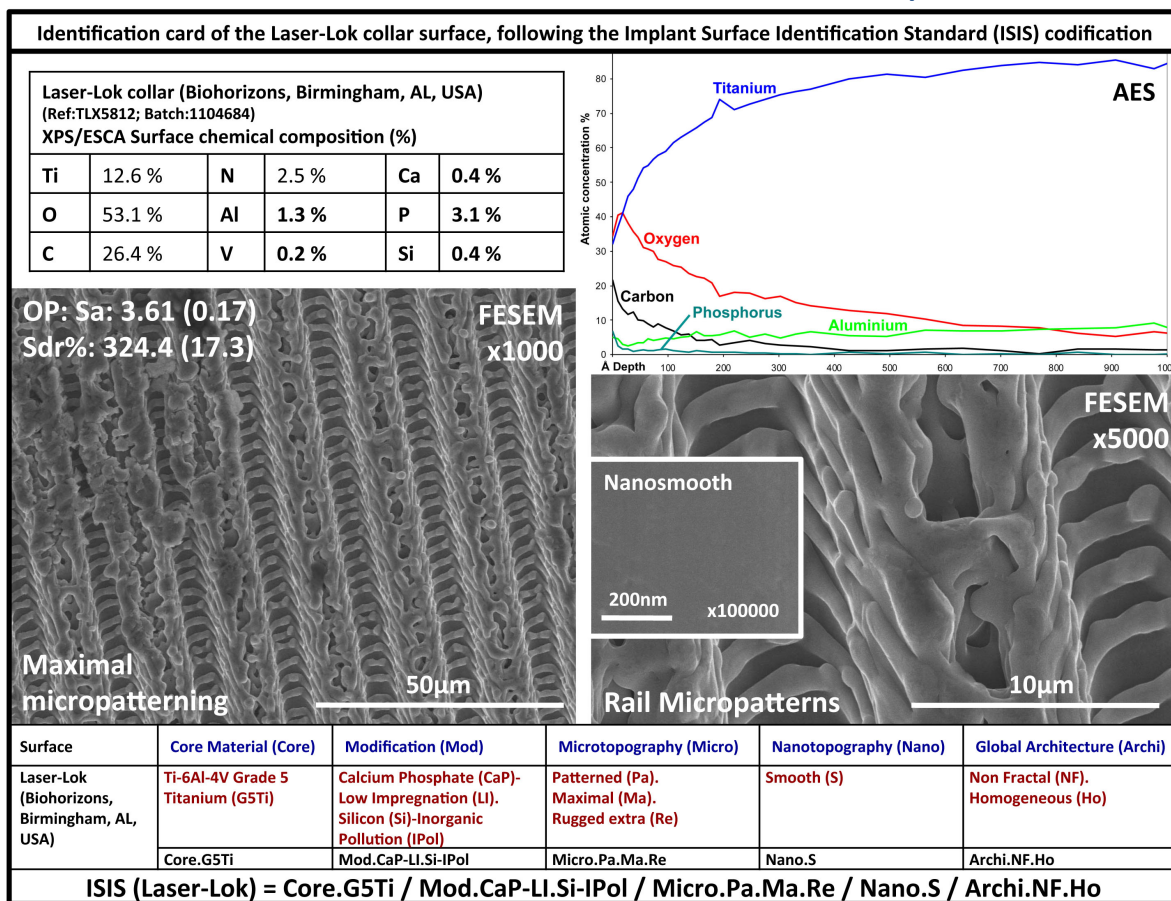 Identification card of the Laser-Lok collar surface, following the Implant Surface Identification Standard (ISIS) codification
Laser-Lok collar (Biohorizons, Birmingham, AL, USA)
(Ref:TLX5812; Batch:1104684)
XPS/ESCA Surface chemical composition (%)
Ti 12.6 % N 2.5 % Ca 0.4 %
O 53.1 % Al 1.3 % P 3.1 %
C 26.4 % V 0.2 % Si 0.4 %
AES
Atomic concentration %
80
70
60
50
40
30
20
10
0
Titanium
Oxygen
Carbon
Phosphorus
Aluminium
Å Depth 100 200 300 400 500 600 700 800 900
OP: Sa: 3.61 (0.17)
Sdr%: 324.4 (17.3)
FESEM
x1000
Maximal
micropatterning
50µm
FESEM
x5000
Nanosmooth
200nm x100000
Rail Micropatterns
10µm
Surface Core Material (Core) Modification (Mod) Microtopography (Micro) Nanotopography (Nano) Global Architecture (Archi)
Laser-Lok
(Biohorizons,
Birmingham, AL,
USA)
Ti-6Al-4V Grade 5
Titanium (G5Ti)
Calcium Phosphate (CaP)-
Low Impregnation (LI).
Silicon (Si)-Inorganic
Pollution (IPol)
Patterned (Pa).
Maximal (Ma).
Rugged extra (Re)
Smooth (S)
Non Fractal (NF).
Homogeneous (Ho)
Core.G5Ti Mod.CaP-LI.Si-IPol Micro.Pa.Ma.Re Nano.S Archi.NF.Ho
ISIS (Laser-Lok) = Core.G5Ti / Mod.CaP-LI.Si-IPol / Micro.Pa.Ma.Re / Nano.S / Archi.NF.Ho